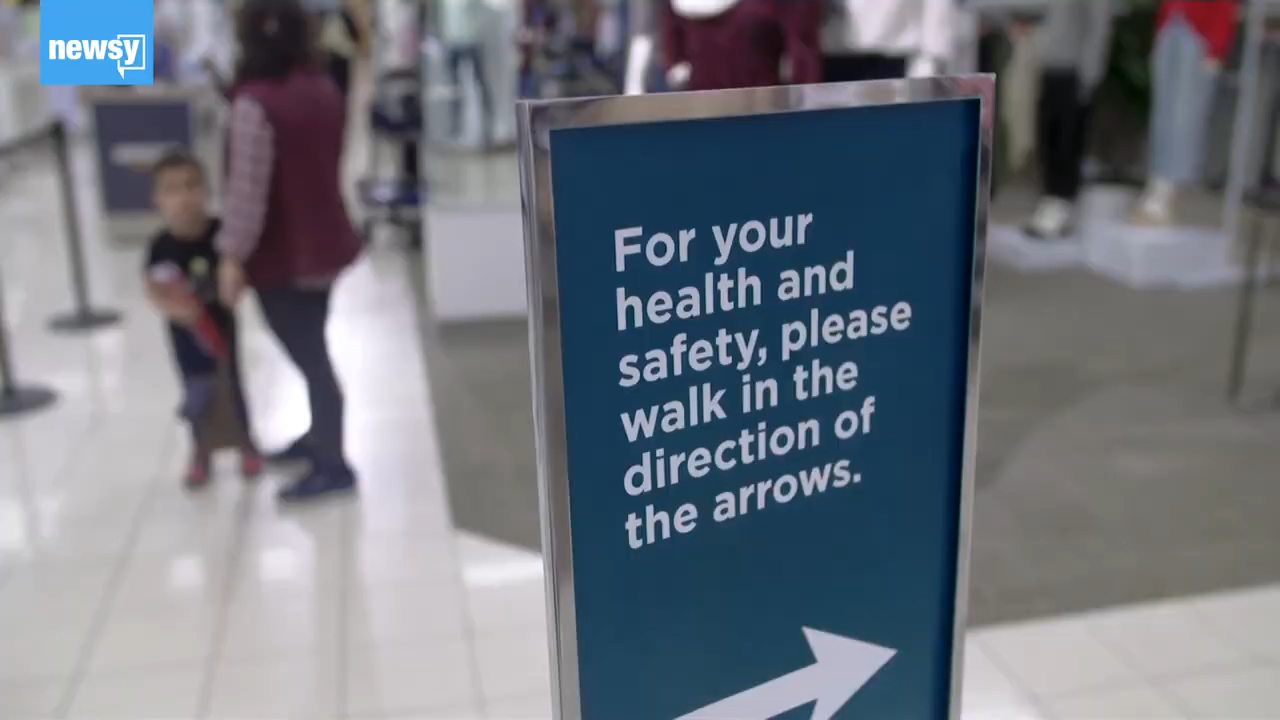 newsy
For your
health and
safety, please
walk in the
direction of
the arrows.